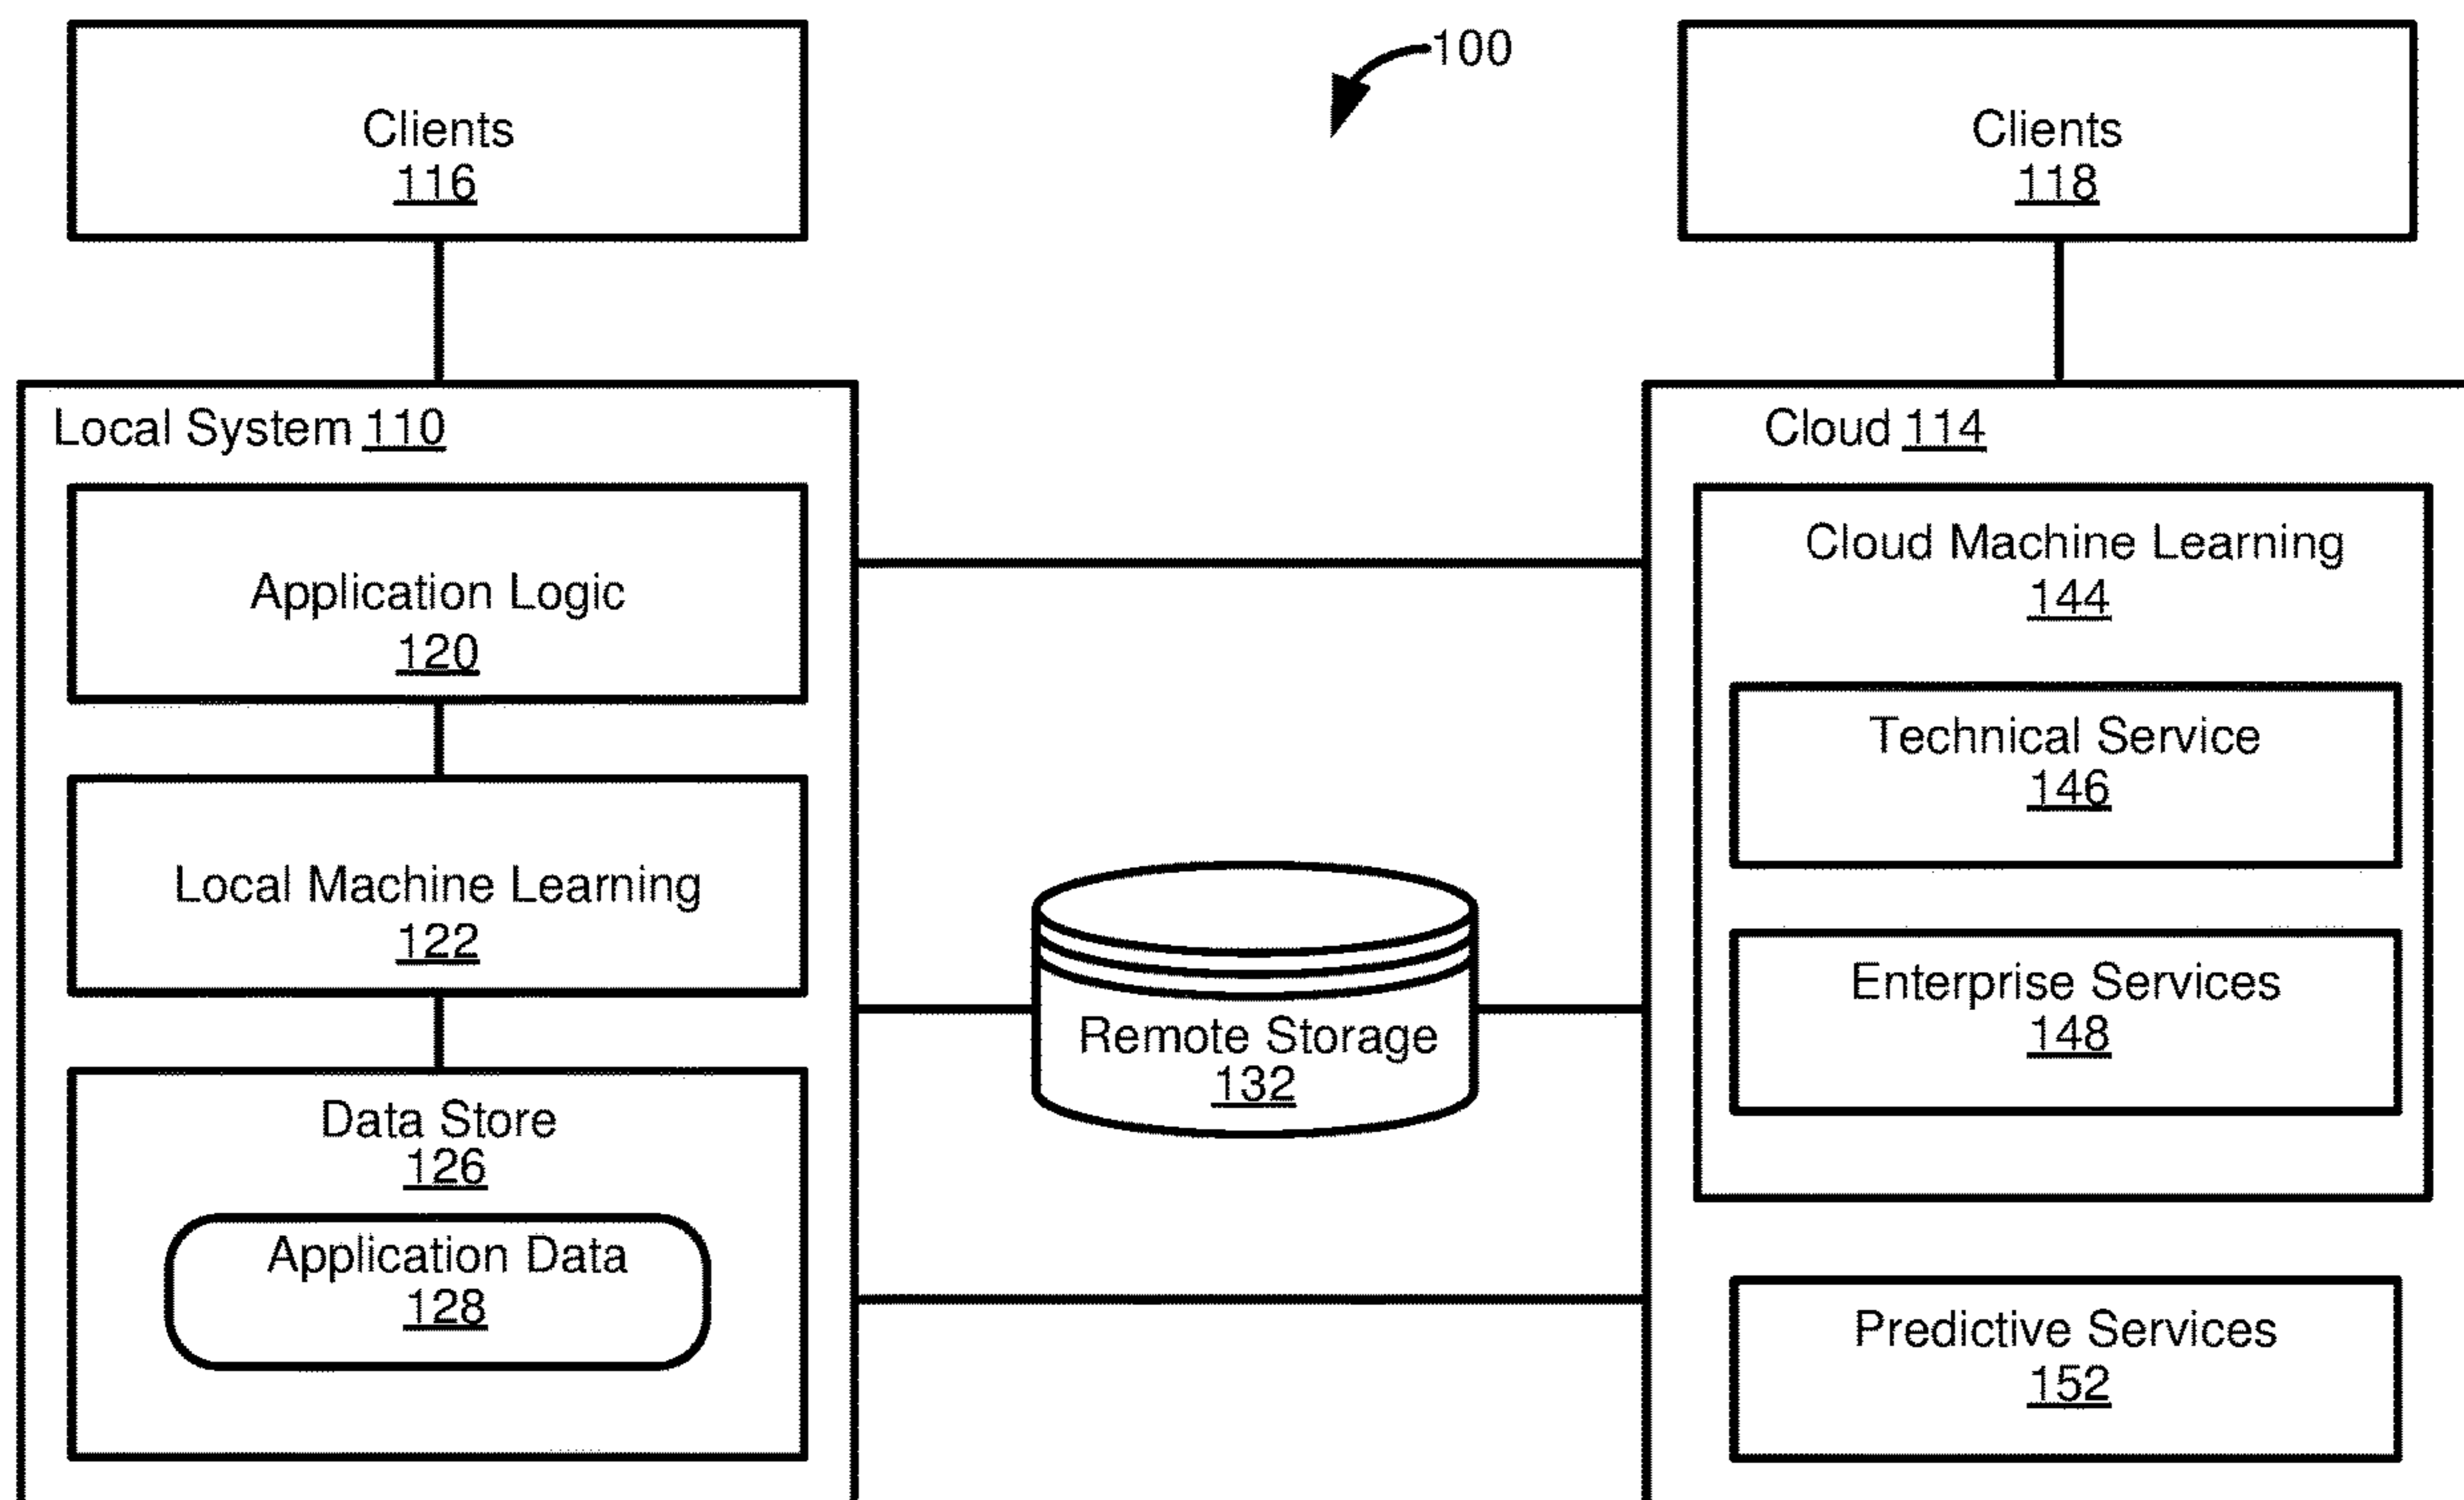 100
Clients
116
Clients
118
Local System 110
Application Logic
120
Local Machine Learning
122
Data Store
126
Application Data
128
Remote Storage
132
Cloud 114
Cloud Machine Learning
144
Technical Service
146
Enterprise Services
148
Predictive Services
152